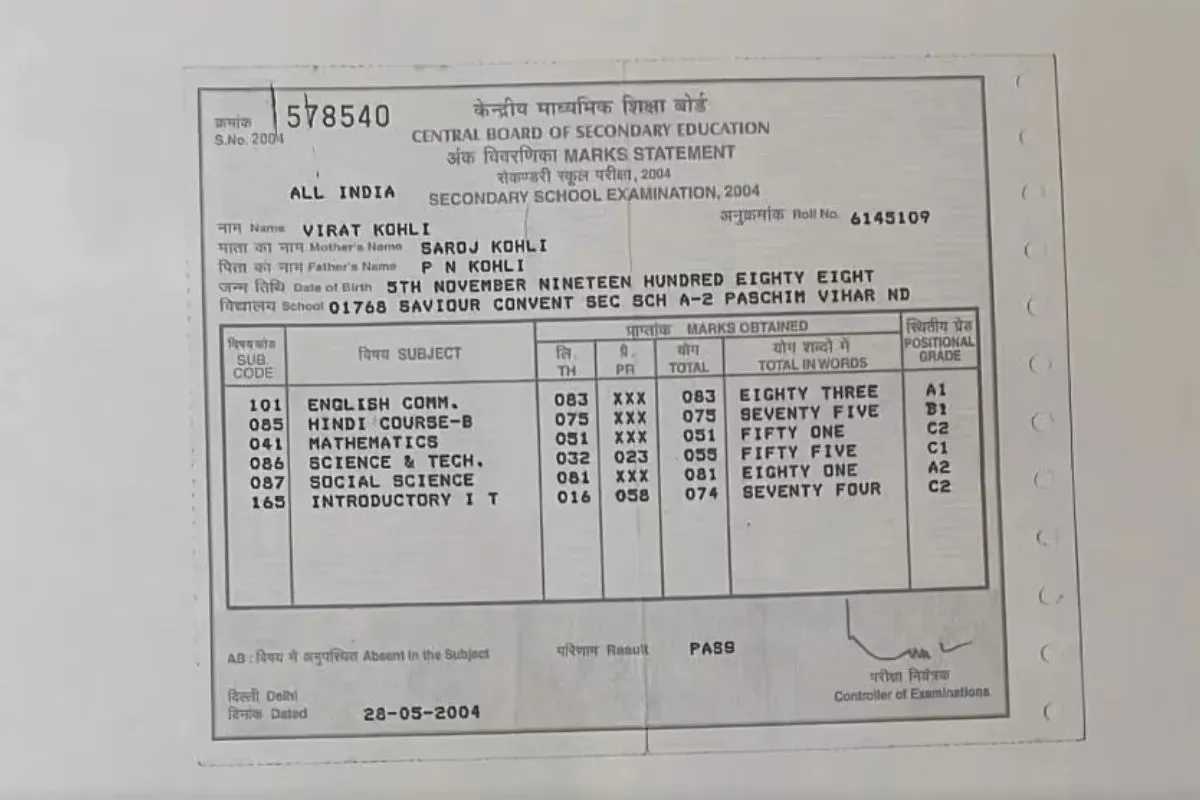 क्रमांक 578540
S.No. 2004
केन्द्रीय माध्यमिक शिक्षा बोर्ड
CENTRAL BOARD OF SECONDARY EDUCATION
अंक विवरणिका MARKS STATEMENT
सेकण्डरी स्कूल परीक्षा, 2004
ALL INDIA SECONDARY SCHOOL EXAMINATION, 2004
अनुक्रमांक Roll No. 6145109
नाम Name VIRAT KOHLI
माता का नाम Mother's Name SAROJ KOHLI
पिता का नाम Father's Name P N KOHLI
जन्म तिथि Date of Birth 5TH NOVEMBER NINETEEN HUNDRED EIGHTY EIGHT
विद्यालय School 01768 SAVIOUR CONVENT SEC SCH A-2 PASCHIM VIHAR ND
विषय कोड SUB. CODE विषय SUBJECT प्राप्तांक MARKS OBTAINED स्थितीय ग्रेड POSITIONAL GRADE
लि. TH प्रै. PR योग TOTAL योग शब्दों में TOTAL IN WORDS
101 ENGLISH COMM. 083 XXX 083 EIGHTY THREE A1
085 HINDI COURSE-B 075 XXX 075 SEVENTY FIVE B1
041 MATHEMATICS 051 XXX 051 FIFTY ONE C2
086 SCIENCE & TECH. 032 023 055 FIFTY FIVE C1
087 SOCIAL SCIENCE 081 XXX 081 EIGHTY ONE A2
165 INTRODUCTORY I T 016 058 074 SEVENTY FOUR C2
AB : विषय में अनुपस्थित Absent in the Subject परिणाम Result PASS
परीक्षा नियंत्रक
Controller of Examinations
दिल्ली Delhi
दिनांक Dated 28-05-2004